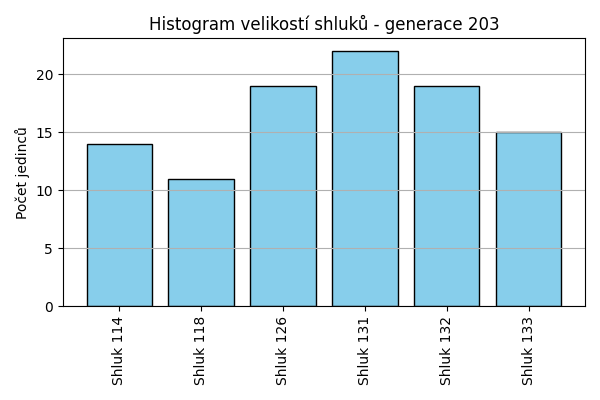 Histogram velikostí shluků - generace 203
Počet jedinců
20
15
10
5
0
Shluk 114
Shluk 118
Shluk 126
Shluk 131
Shluk 132
Shluk 133